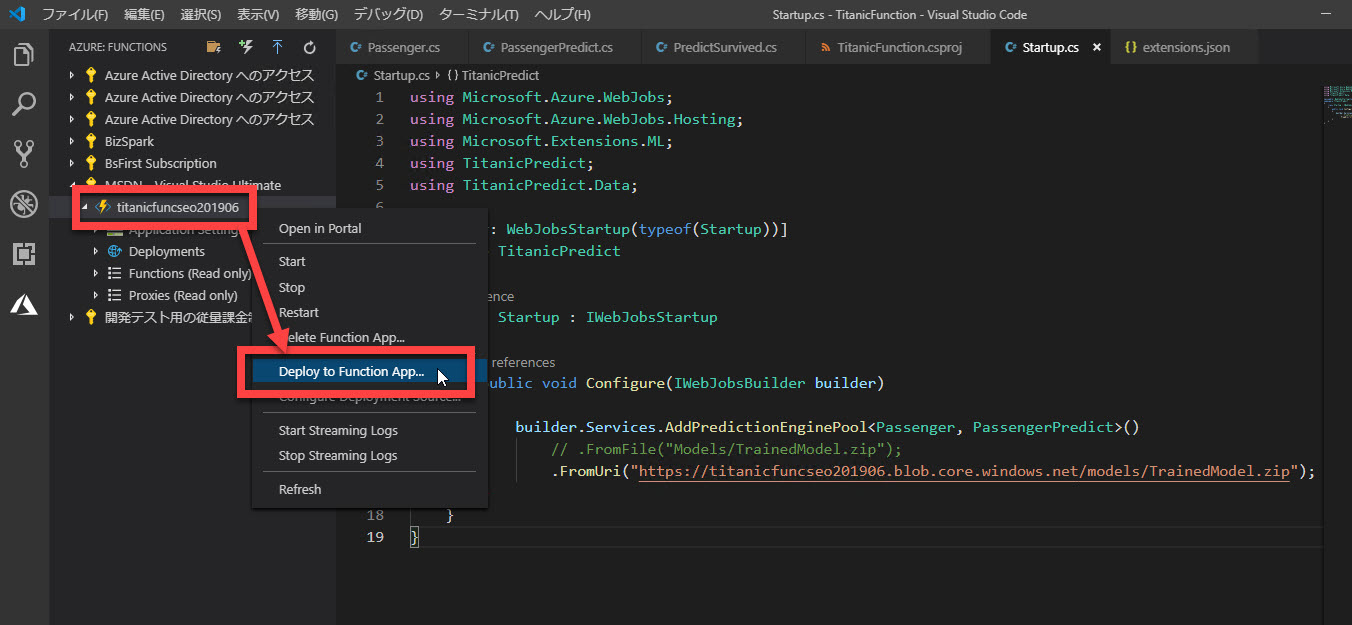 ファイル(F) 編集(E) 選択(S) 表示(V) 移動(G) デバッグ(D) ターミナル(T) ヘルプ(H) Startup.cs - TitanicFunction - Visual Studio Code
AZURE: FUNCTIONS
Azure Active Directory へのアクセス
Azure Active Directory へのアクセス
Azure Active Directory へのアクセス
BizSpark
BsFirst Subscription
MSDN - Visual Studio Ultimate
titanicfuncseo201906
Application Setting
Deployments
Functions (Read only)
Proxies (Read only)
開発テスト用の従量課金
Open in Portal
Start
Stop
Restart
elete Function App...
Deploy to Function App...
Configure Deployment Source...
Start Streaming Logs
Stop Streaming Logs
Refresh
Passenger.cs PassengerPredict.cs PredictSurvived.cs TitanicFunction.csproj Startup.cs × {} extensions.json
Startup.cs {} TitanicPredict
1 using Microsoft.Azure.WebJobs;
2 using Microsoft.Azure.WebJobs.Hosting;
3 using Microsoft.Extensions.ML;
4 using TitanicPredict;
5 using TitanicPredict.Data;
6
: WebJobsStartup(typeof(Startup))]
TitanicPredict
ence
Startup : IWebJobsStartup
references
ublic void Configure(IWebJobsBuilder builder)
builder.Services.AddPredictionEnginePool<Passenger, PassengerPredict>()
// .FromFile("Models/TrainedModel.zip");
.FromUri("https://titanicfuncseo201906.blob.core.windows.net/models/TrainedModel.zip");
18 }
19 }